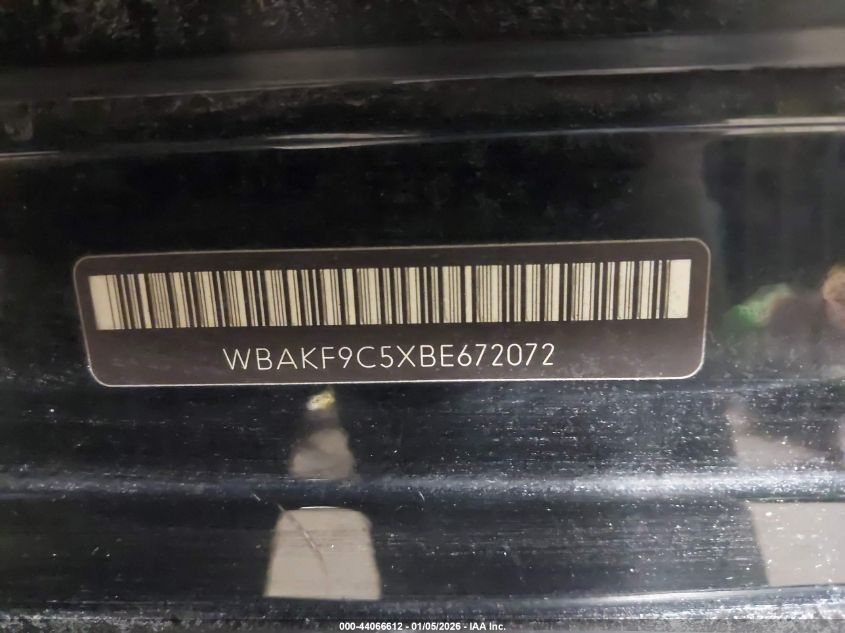 WBAKF9C5XBE672072
000-44066612 - 01/05/2026 - IAA Inc.